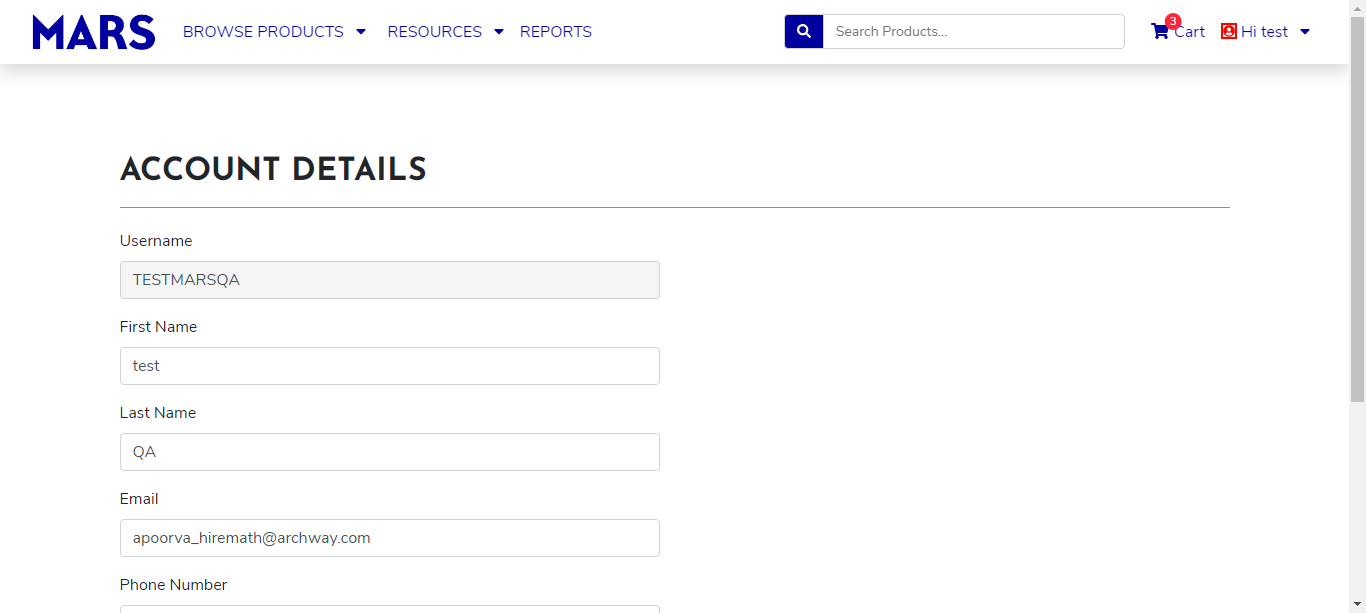 MARS BROWSE PRODUCTS RESOURCES REPORTS Search Products... 3 Cart Hi test
ACCOUNT DETAILS
Username
TESTMARSQA
First Name
test
Last Name
QA
Email
apoorva_hiremath@archway.com
Phone Number